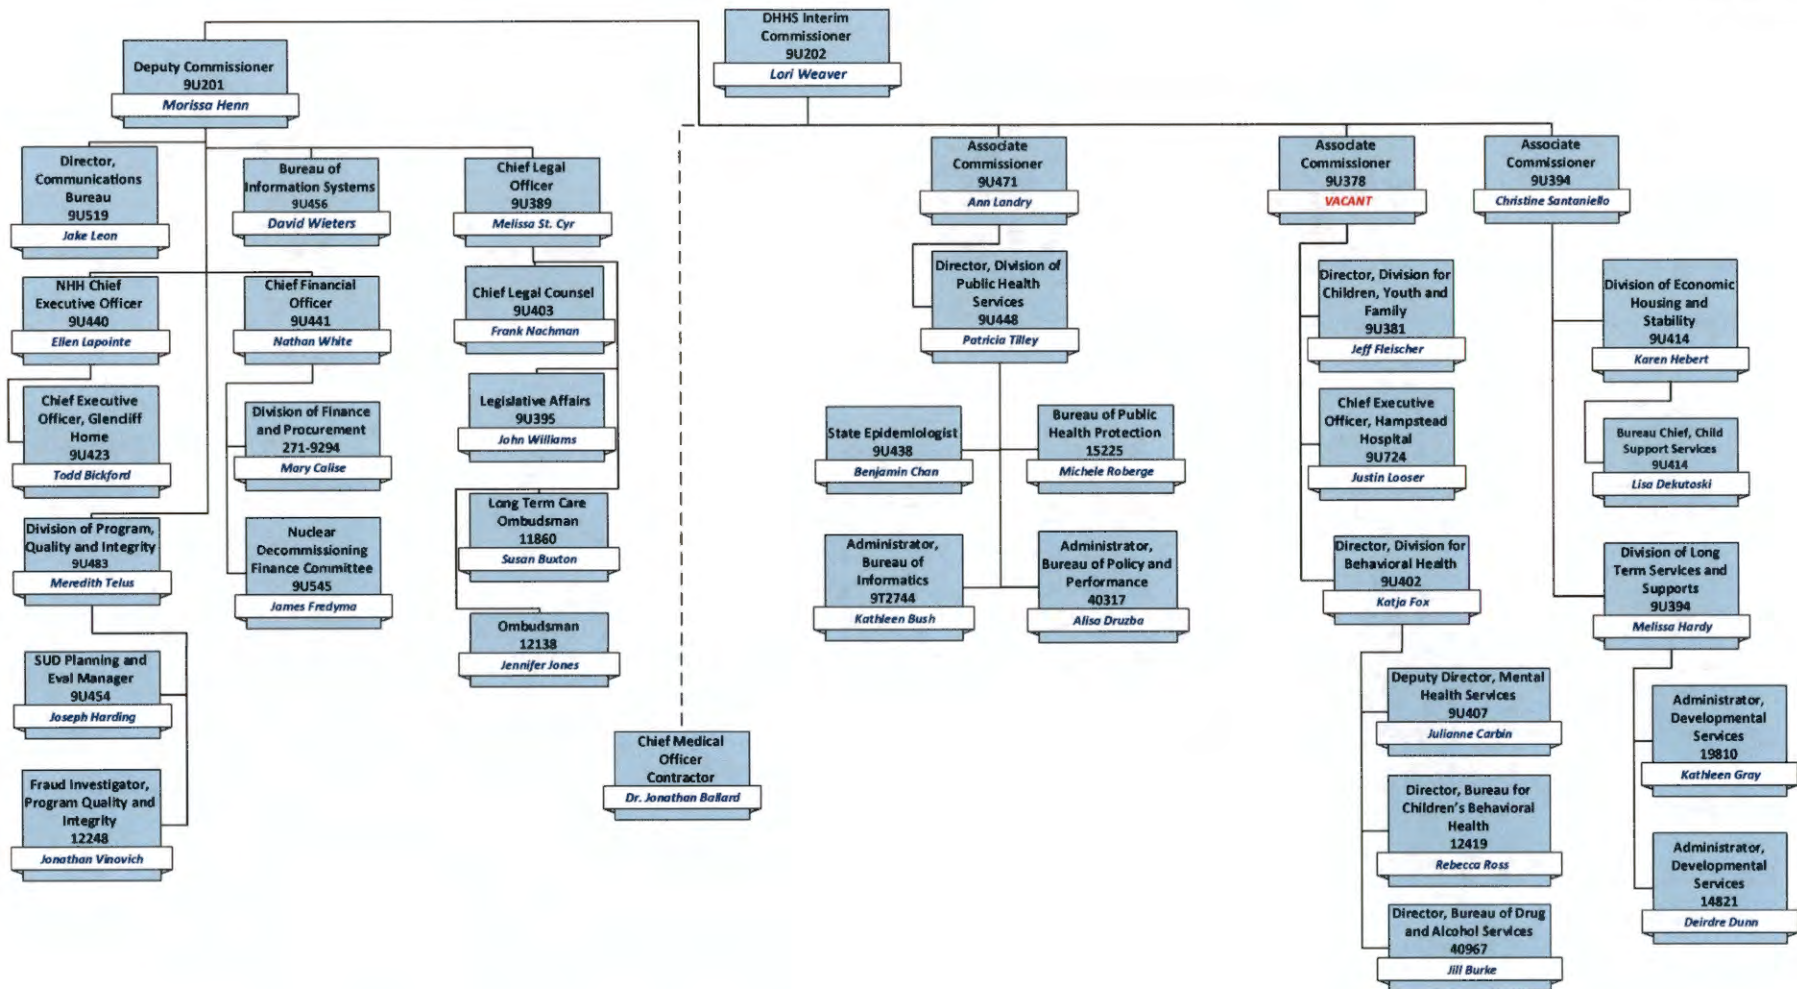 DHHS Interim
Commissioner
9U202
Lori Weaver
Deputy Commissioner
9U201
Morissa Henn
Director,
Communications
Bureau
9U519
Jake Leon
Bureau of
Information Systems
9U456
David Wieters
Chief Legal
Officer
9U389
Melissa St. Cyr
NHH Chief
Executive Officer
9U440
Ellen Lapointe
Chief Financial
Officer
9U441
Nathan White
Chief Legal Counsel
9U403
Frank Nachman
Chief Executive
Officer, Glencliff
Home
9U423
Todd Bickford
Division of Finance
and Procurement
271-9294
Mary Calise
Legislative Affairs
9U395
John Williams
Division of Program,
Quality and Integrity
9U483
Meredith Telus
Nuclear
Decommissioning
Finance Committee
9U545
James Fredyma
Long Term Care
Ombudsman
11860
Susan Buxton
Ombudsman
12138
Jennifer Jones
SUD Planning and
Eval Manager
9U454
Joseph Harding
Fraud Investigator,
Program Quality and
Integrity
12248
Jonathan Vinovich
Chief Medical
Officer
Contractor
Dr. Jonathan Ballard
Associate
Commissioner
9U471
Ann Landry
Director, Division of
Public Health
Services
9U448
Patricia Tilley
State Epidemiologist
9U438
Benjamin Chan
Bureau of Public
Health Protection
15225
Michele Roberge
Administrator,
Bureau of
Informatics
9T2744
Kathleen Bush
Administrator,
Bureau of Policy and
Performance
40317
Alisa Druzba
Associate
Commissioner
9U378
VACANT
Director, Division for
Children, Youth and
Family
9U381
Jeff Fleischer
Chief Executive
Officer, Hampstead
Hospital
9U724
Justin Looser
Director, Division for
Behavioral Health
9U402
Katja Fox
Deputy Director, Mental
Health Services
9U407
Julianne Carbin
Director, Bureau for
Children's Behavioral
Health
12419
Rebecca Ross
Director, Bureau of Drug
and Alcohol Services
40967
Jill Burke
Associate
Commissioner
9U394
Christine Santaniello
Division of Economic
Housing and
Stability
9U414
Karen Hebert
Bureau Chief, Child
Support Services
9U414
Lisa Dekutoski
Division of Long
Term Services and
Supports
9U394
Melissa Hardy
Administrator,
Developmental
Services
19810
Kathleen Gray
Administrator,
Developmental
Services
14821
Deirdre Dunn